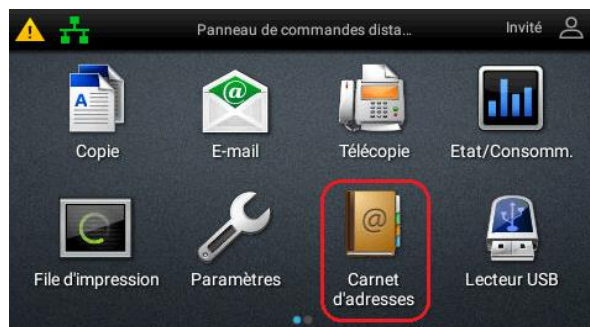 Panneau de commandes dista...
Invité
Copie
E-mail
Télécopie
Etat/Consomm.
File d'impression
Paramètres
Carnet
d'adresses
Lecteur USB